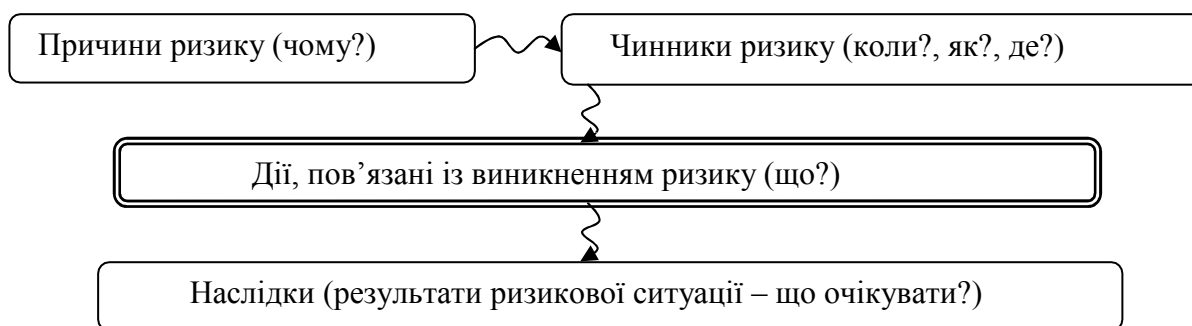 Причини ризику (чому?)
Чинники ризику (коли?, як?, де?)
Дії, пов’язані із виникненням ризику (що?)
Наслідки (результати ризикової ситуації – що очікувати?)